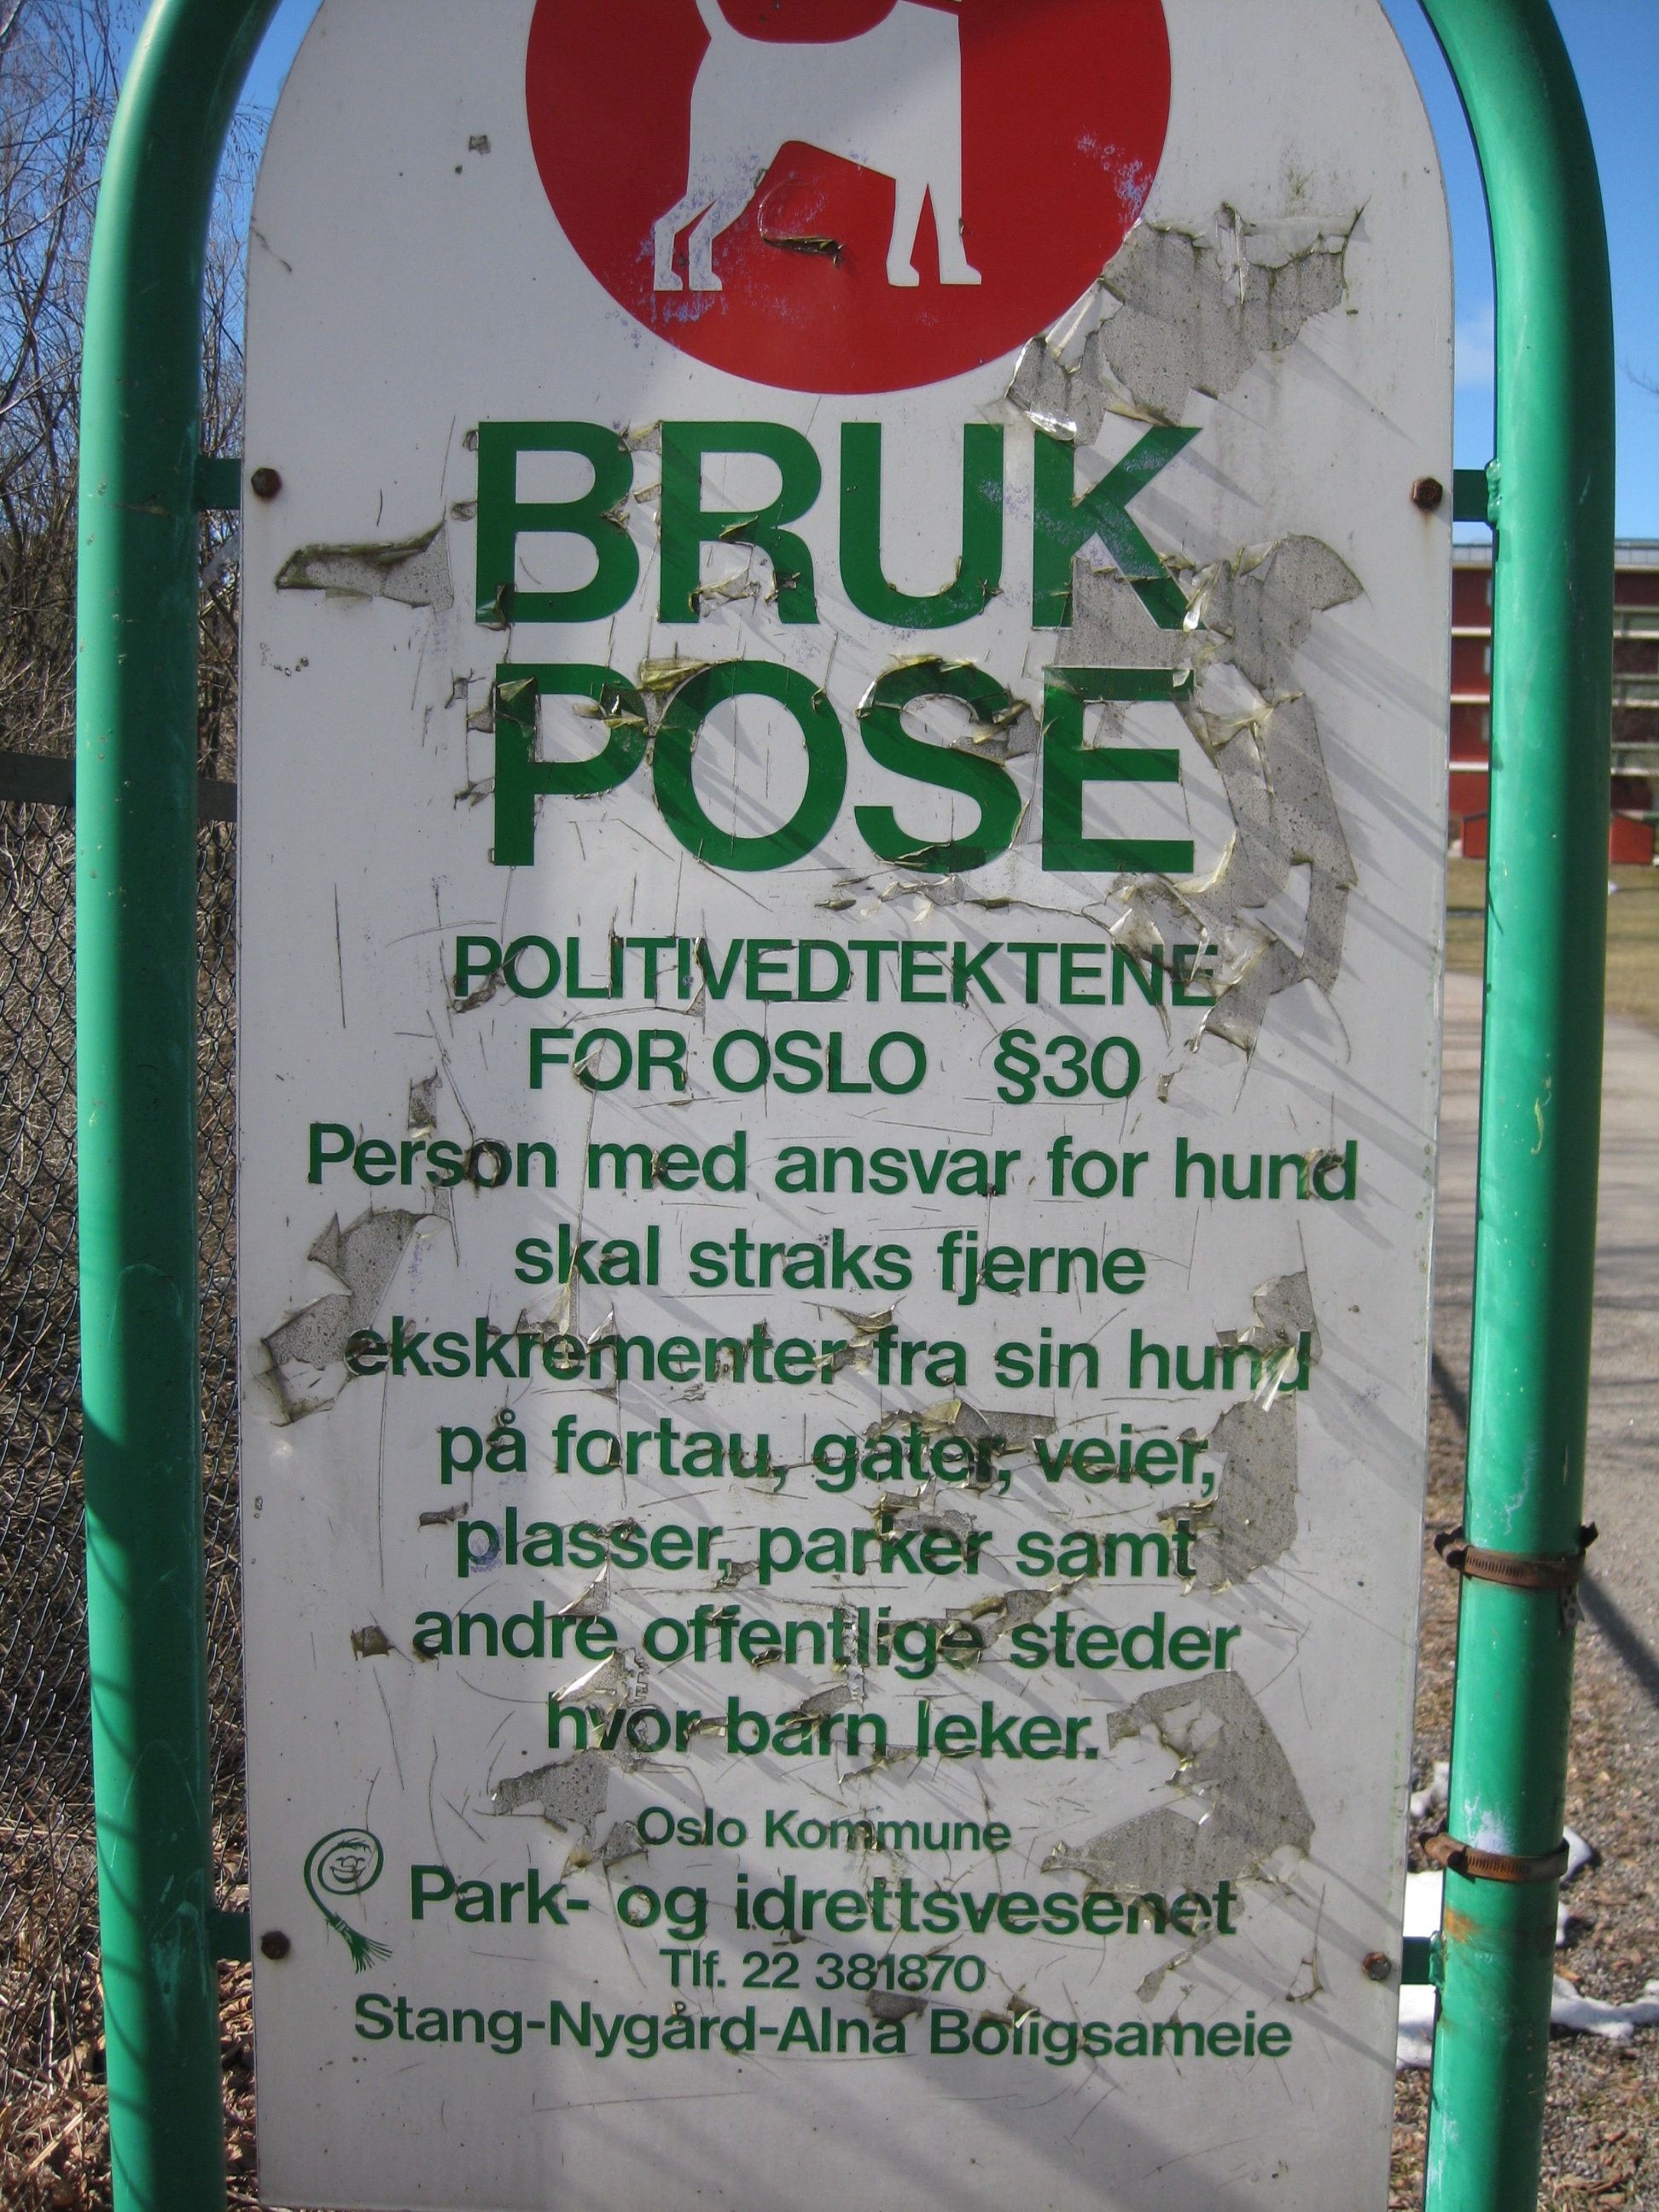 BRUK
POSE
POLITIVEDTEKTENE
FOR OSLO §30
Person med ansvar for hund
skal straks fjerne
ekskrementer fra sin hund
på fortau, gater, veier,
plasser, parker samt
andre offentlige steder
hvor barn leker.
Oslo Kommune
Park- og idrettsvesenet
Tlf. 22 381870
Stang-Nygård-Alna Boligsameie